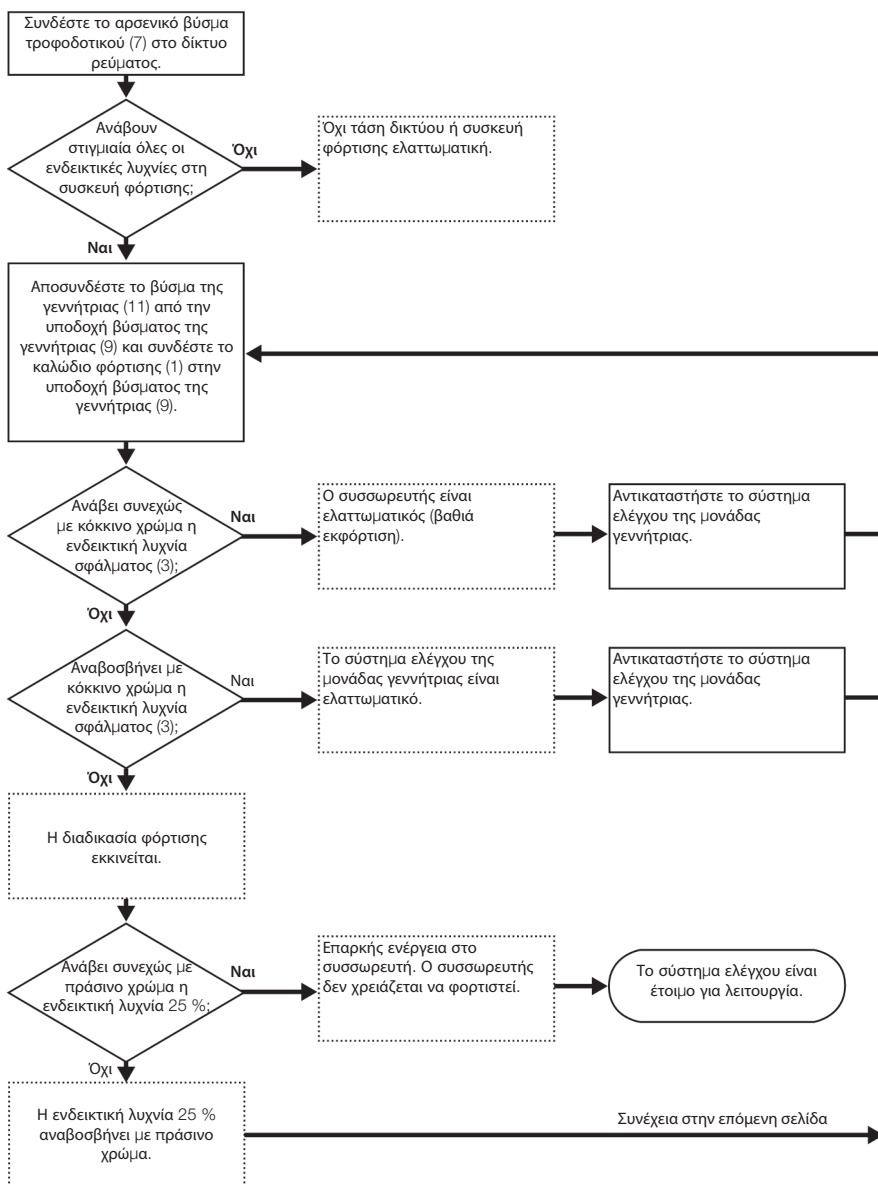 Συνδέστε το αρσενικό βύσμα
τροφοδοτικού (7) στο δίκτυο
ρεύματος.
Ανάβουν
στιγμιαία όλες οι
ενδεικτικές λυχνίες στη
συσκευή φόρτισης;
Όχι
Όχι τάση δικτύου ή συσκευή
φόρτισης ελαττωματική.
Ναι
Αποσυνδέστε το βύσμα της
γεννήτριας (11) από την
υποδοχή βύσματος της
γεννήτριας (9) και συνδέστε το
καλώδιο φόρτισης (1) στην
υποδοχή βύσματος της
γεννήτριας (9).
Ανάβει συνεχώς
με κόκκινο χρώμα η
ενδεικτική λυχνία
σφάλματος (3);
Ναι
Ο συσσωρευτής είναι
ελαττωματικός (βαθιά
εκφόρτιση).
Αντικαταστήστε το σύστημα
ελέγχου της μονάδας
γεννήτριας.
Όχι
Αναβοσβήνει με
κόκκινο χρώμα η
ενδεικτική λυχνία
σφάλματος (3);
Ναι
Το σύστημα ελέγχου της
μονάδας γεννήτριας είναι
ελαττωματικό.
Αντικαταστήστε το σύστημα
ελέγχου της μονάδας
γεννήτριας.
Όχι
Η διαδικασία φόρτισης
εκκινείται.
Ανάβει συνεχώς με
πράσινο χρώμα η
ενδεικτική λυχνία 25 %;
Ναι
Επαρκής ενέργεια στο
συσσωρευτή. Ο συσσωρευτής
δεν χρειάζεται να φορτιστεί.
Το σύστημα ελέγχου είναι
έτοιμο για λειτουργία.
Όχι
Η ενδεικτική λυχνία 25 %
αναβοσβήνει με πράσινο
χρώμα.
Συνέχεια στην επόμενη σελίδα